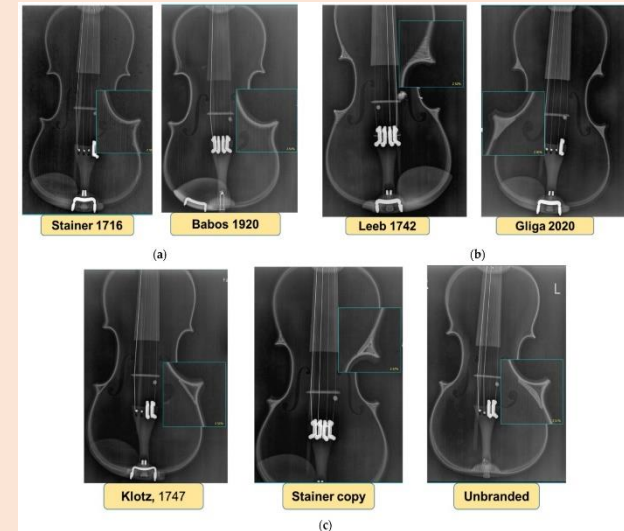 Stainer 1716
Babos 1920
Leeb 1742
Gliga 2020
(a)
(b)
L
Klotz, 1747
Stainer copy
Unbranded
(c)